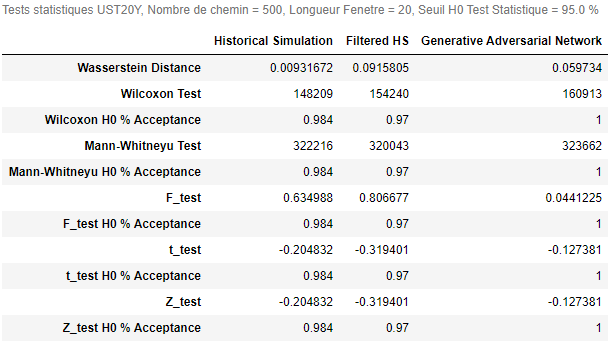 Tests statistiques UST20Y, Nombre de chemin = 500, Longueur Fenetre = 20, Seuil H0 Test Statistique = 95.0 %
Historical Simulation Filtered HS Generative Adversarial Network
Wasserstein Distance 0.00931672 0.0915805 0.059734
Wilcoxon Test 148209 154240 160913
Wilcoxon H0 % Acceptance 0.984 0.97 1
Mann-Whitneyu Test 322216 320043 323662
Mann-Whitneyu H0 % Acceptance 0.984 0.97 1
F_test 0.634988 0.806677 0.0441225
F_test H0 % Acceptance 0.984 0.97 1
t_test -0.204832 -0.319401 -0.127381
t_test H0 % Acceptance 0.984 0.97 1
Z_test -0.204832 -0.319401 -0.127381
Z_test H0 % Acceptance 0.984 0.97 1